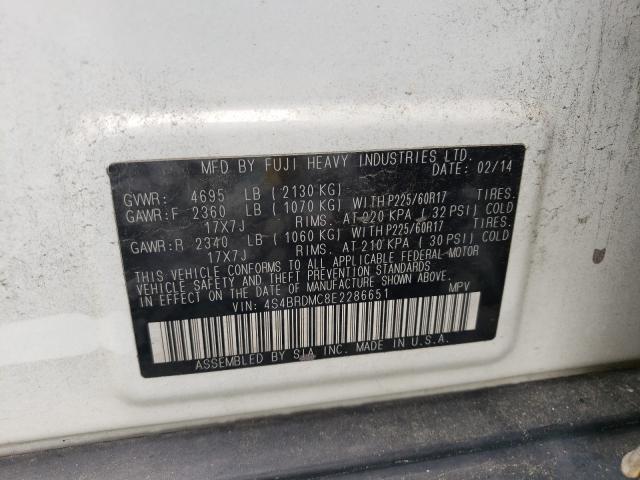 MFD BY FUJI HEAVY INDUSTRIES LTD.
DATE: 02/14
GVWR: 4695 LB ( 2130 KG)
GAWR:F 2360 LB ( 1070 KG) WITH P225/60R17 TIRES.
17X7J RIMS. AT 220 KPA ( 32 PSI) COLD
GAWR:R 2340 LB ( 1060 KG) WITH P225/60R17 TIRES.
17X7J RIMS. AT 210 KPA ( 30 PSI) COLD
THIS VEHICLE CONFORMS TO ALL APPLICABLE FEDERAL MOTOR
VEHICLE SAFETY AND THEFT PREVENTION STANDARDS
IN EFFECT ON THE DATE OF MANUFACTURE SHOWN ABOVE.
VIN: 4S4BRDMC8E2286651 MPV
ASSEMBLED BY SIA INC. MADE IN U.S.A.